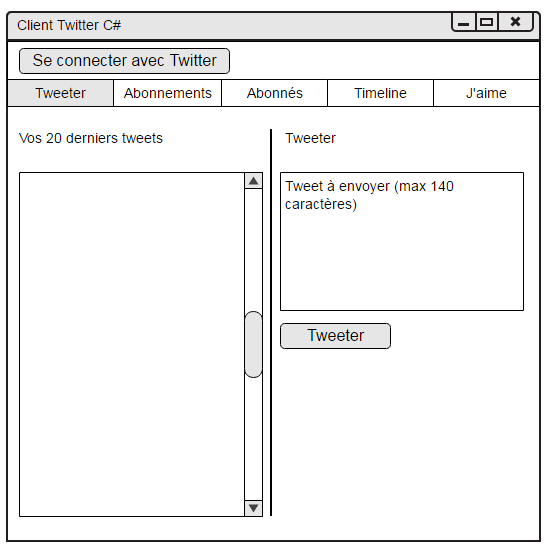 Client Twitter C#
Se connecter avec Twitter
Tweeter
Abonnements
Abonnés
Timeline
J'aime
Vos 20 derniers tweets
Tweeter
Tweet à envoyer (max 140
caractères)
Tweeter